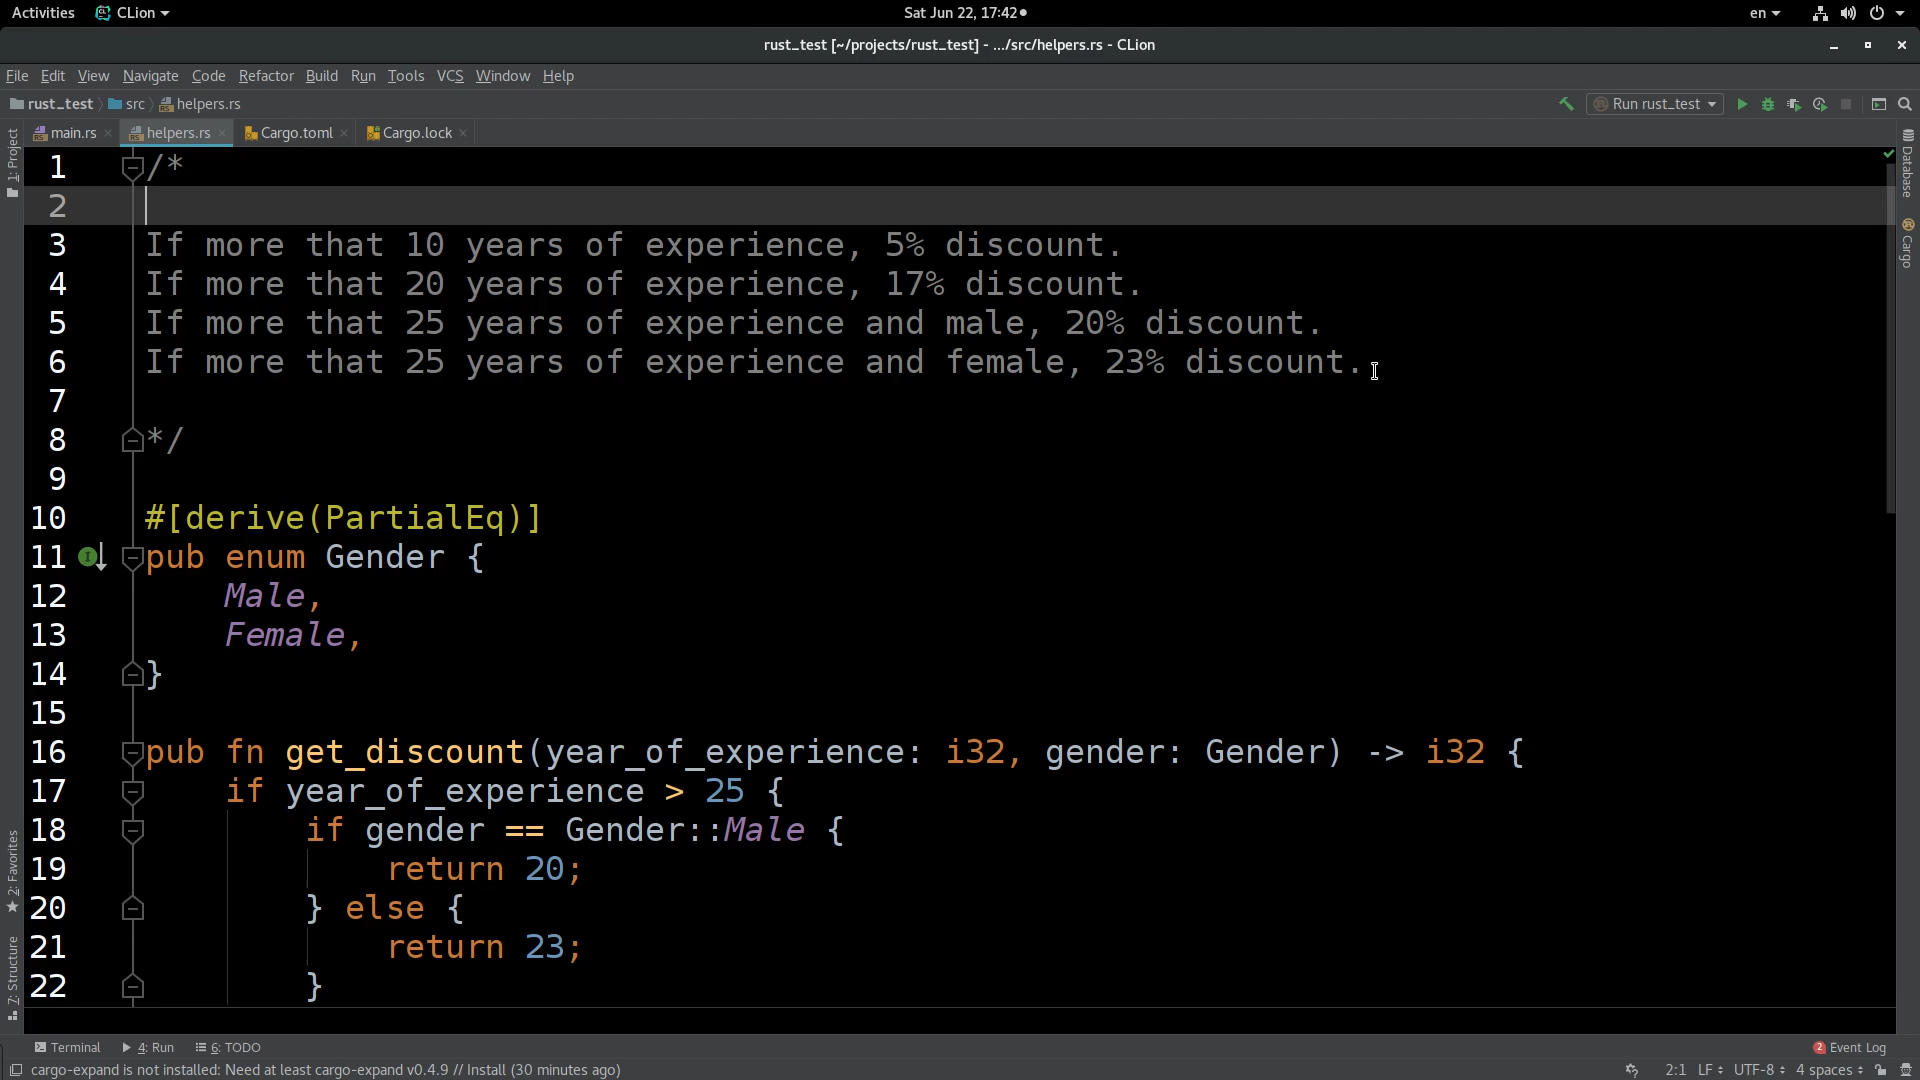 Activities CLion Sat Jun 22, 17:42 en
rust_test [~/projects/rust_test] - .../src/helpers.rs - CLion
File Edit View Navigate Code Refactor Build Run Tools VCS Window Help
rust_test src helpers.rs Run rust_test
main.rs helpers.rs Cargo.toml Cargo.lock
1: Project
2: Favorites
7: Structure
Database
Cargo
1 /*
2
3 If more that 10 years of experience, 5% discount.
4 If more that 20 years of experience, 17% discount.
5 If more that 25 years of experience and male, 20% discount.
6 If more that 25 years of experience and female, 23% discount.
7
8 */
9
10 #[derive(PartialEq)]
11 pub enum Gender {
12 Male,
13 Female,
14 }
15
16 pub fn get_discount(year_of_experience: i32, gender: Gender) -> i32 {
17 if year_of_experience > 25 {
18 if gender == Gender::Male {
19 return 20;
20 } else {
21 return 23;
22 }
Terminal 4: Run 6: TODO 2 Event Log
cargo-expand is not installed: Need at least cargo-expand v0.4.9 // Install (30 minutes ago) 2:1 LF UTF-8 4 spaces